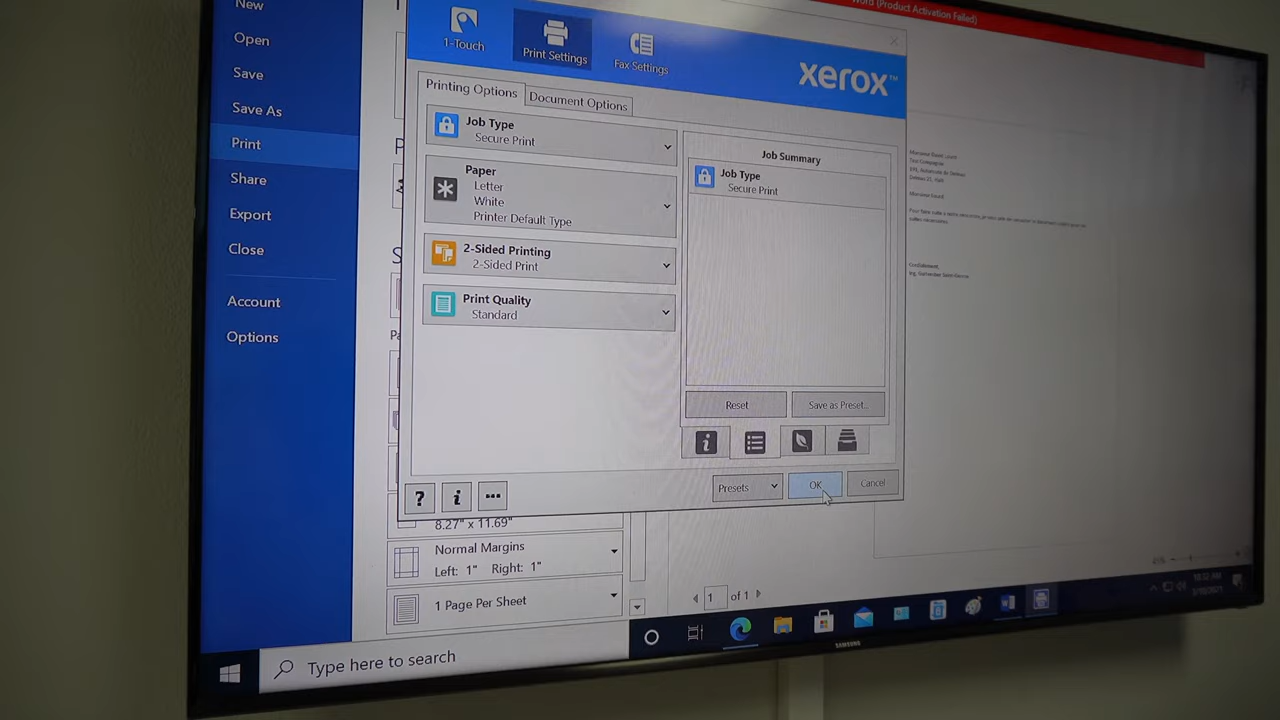 New
Open
Save
Save As
Print
Share
Export
Close
Account
Options
Word (Product Activation Failed)
1-Touch
Print Settings
Fax Settings
xerox™
Printing Options
Document Options
Job Type
Secure Print
Paper
Letter
White
Printer Default Type
2-Sided Printing
2-Sided Print
Print Quality
Standard
Job Summary
Job Type
Secure Print
Reset
Save as Preset...
Presets
OK
Cancel
8.27" x 11.69"
Normal Margins
Left: 1" Right: 1"
1 Page Per Sheet
1 of 1
Type here to search
SAMSUNG